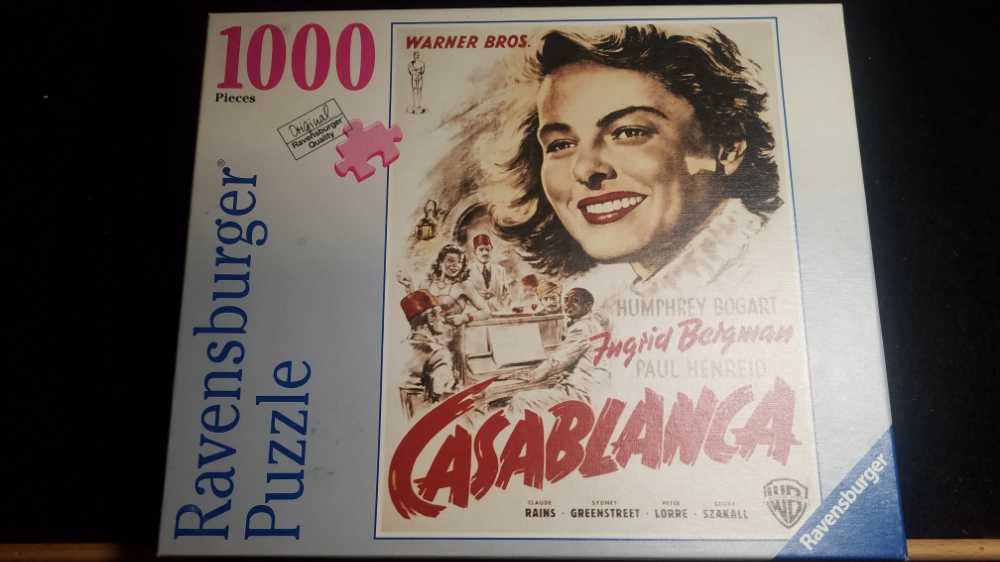 1000
Pieces
Original
Ravensburger
Quality
Ravensburger®
Puzzle
WARNER BROS.
HUMPHREY BOGART
Ingrid Bergman
PAUL HENREID
CASABLANCA
CLAUDE RAINS · SYDNEY GREENSTREET · PETER LORRE · SZÖKE SZAKALL
WB
Ravensburger